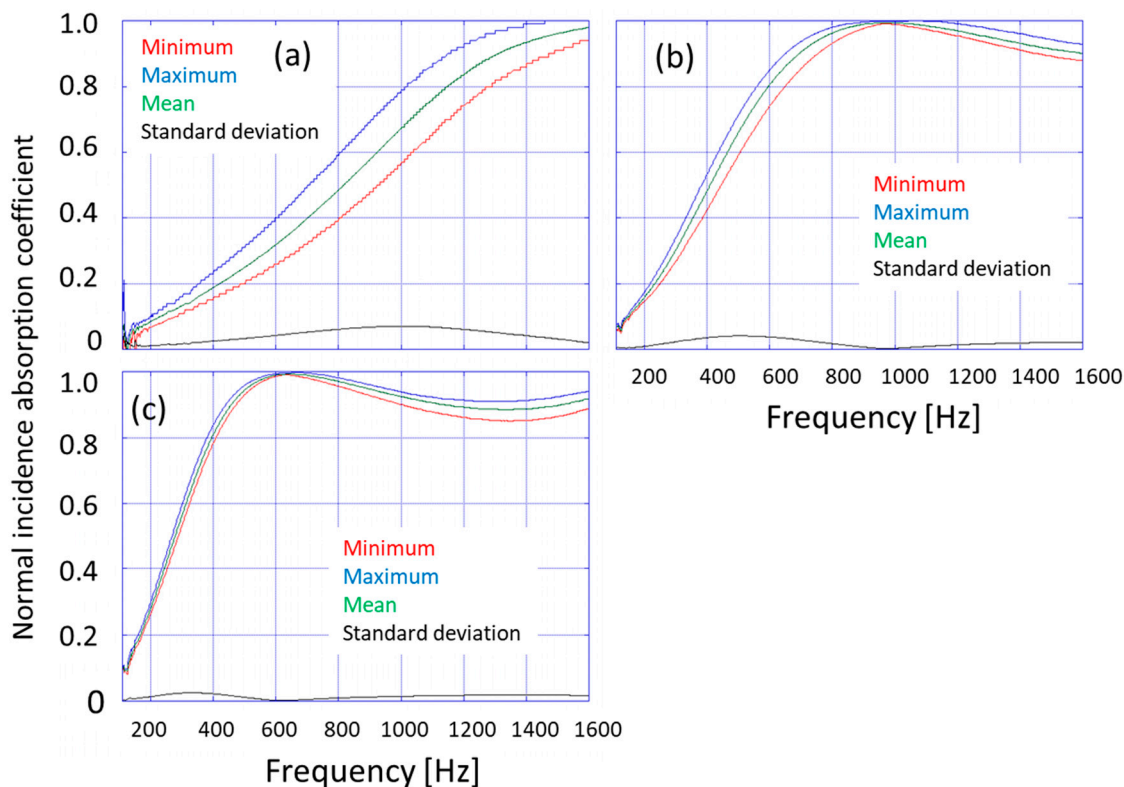 Normal incidence absorption coefficient
1.0
0.8
0.6
0.4
0.2
0
(a)
Minimum
Maximum
Mean
Standard deviation
(b)
Minimum
Maximum
Mean
Standard deviation
200 400 600 800 1000 1200 1400 1600
Frequency [Hz]
1.0
0.8
0.6
0.4
0.2
0
(c)
Minimum
Maximum
Mean
Standard deviation
200 400 600 800 1000 1200 1400 1600
Frequency [Hz]